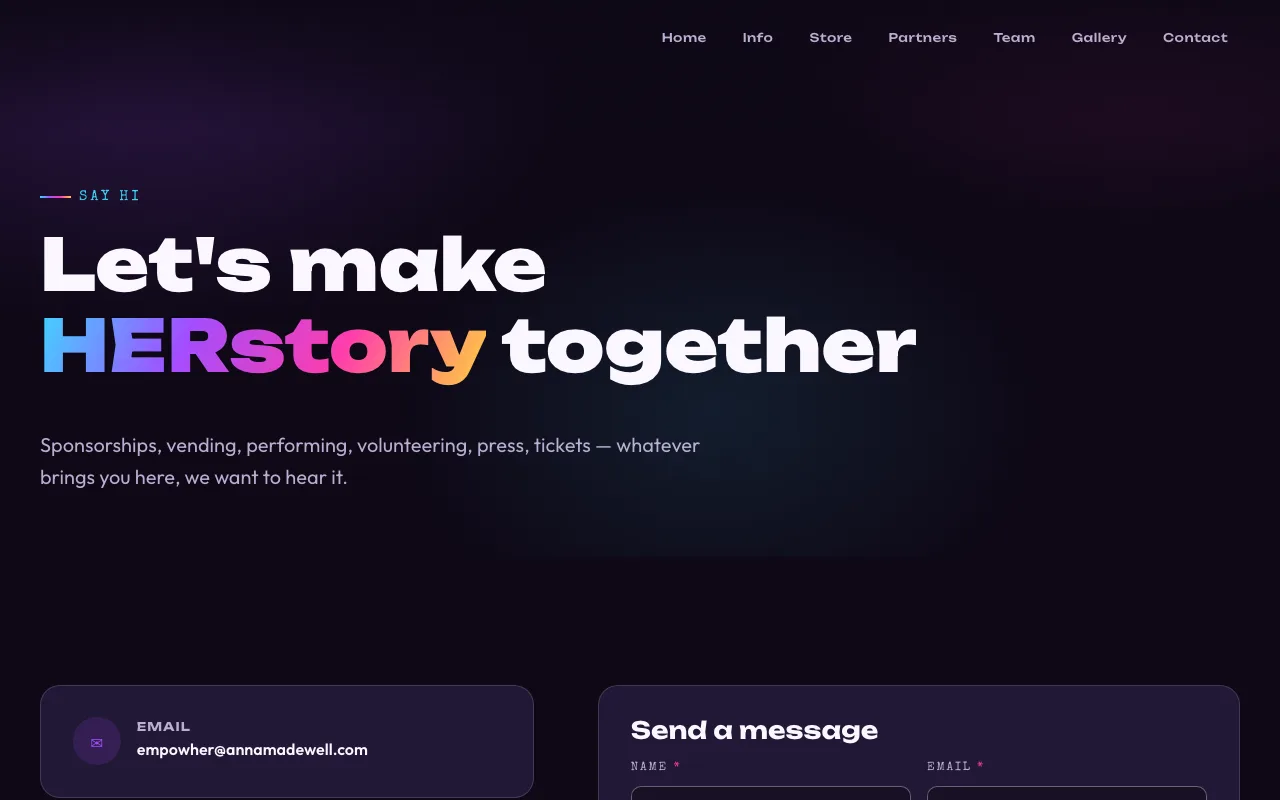 Home Info Store Partners Team Gallery Contact
SAY HI
Let's make
HERstory together
Sponsorships, vending, performing, volunteering, press, tickets — whatever
brings you here, we want to hear it.
EMAIL
empowher@annamadewell.com
Send a message
NAME *
EMAIL *